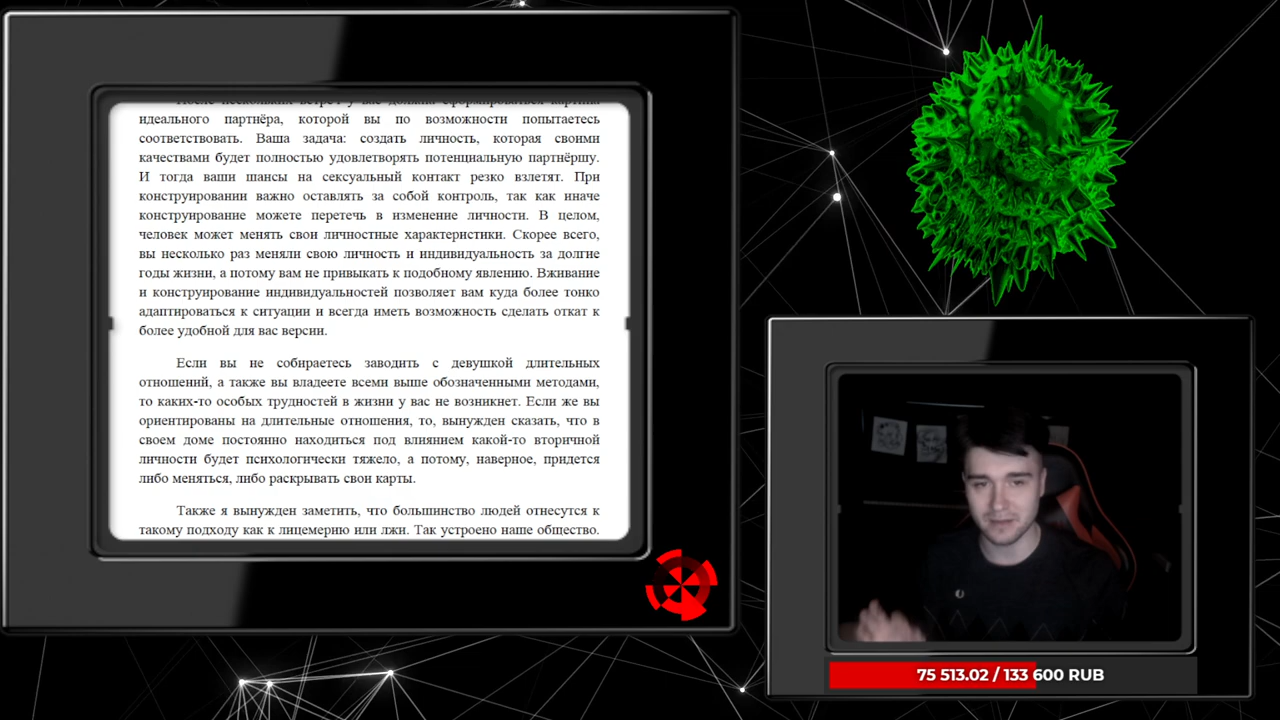 После нескольких встреч у вас должна сформироваться картина
идеального партнёра, которой вы по возможности попытаетесь
соответствовать. Ваша задача: создать личность, которая своими
качествами будет полностью удовлетворять потенциальную партнёршу.
И тогда ваши шансы на сексуальный контакт резко взлетят. При
конструировании важно оставлять за собой контроль, так как иначе
конструирование можете перетечь в изменение личности. В целом,
человек может менять свои личностные характеристики. Скорее всего,
вы несколько раз меняли свою личность и индивидуальность за долгие
годы жизни, а потому вам не привыкать к подобному явлению. Вживание
и конструирование индивидуальностей позволяет вам куда более тонко
адаптироваться к ситуации и всегда иметь возможность сделать откат к
более удобной для вас версии.
Если вы не собираетесь заводить с девушкой длительных
отношений, а также вы владеете всеми выше обозначенными методами,
то каких-то особых трудностей в жизни у вас не возникнет. Если же вы
ориентированы на длительные отношения, то, вынужден сказать, что в
своем доме постоянно находиться под влиянием какой-то вторичной
личности будет психологически тяжело, а потому, наверное, придется
либо меняться, либо раскрывать свои карты.
Также я вынужден заметить, что большинство людей отнесутся к
такому подходу как к лицемерию или лжи. Так устроено наше общество.
75 513.02 / 133 600 RUB